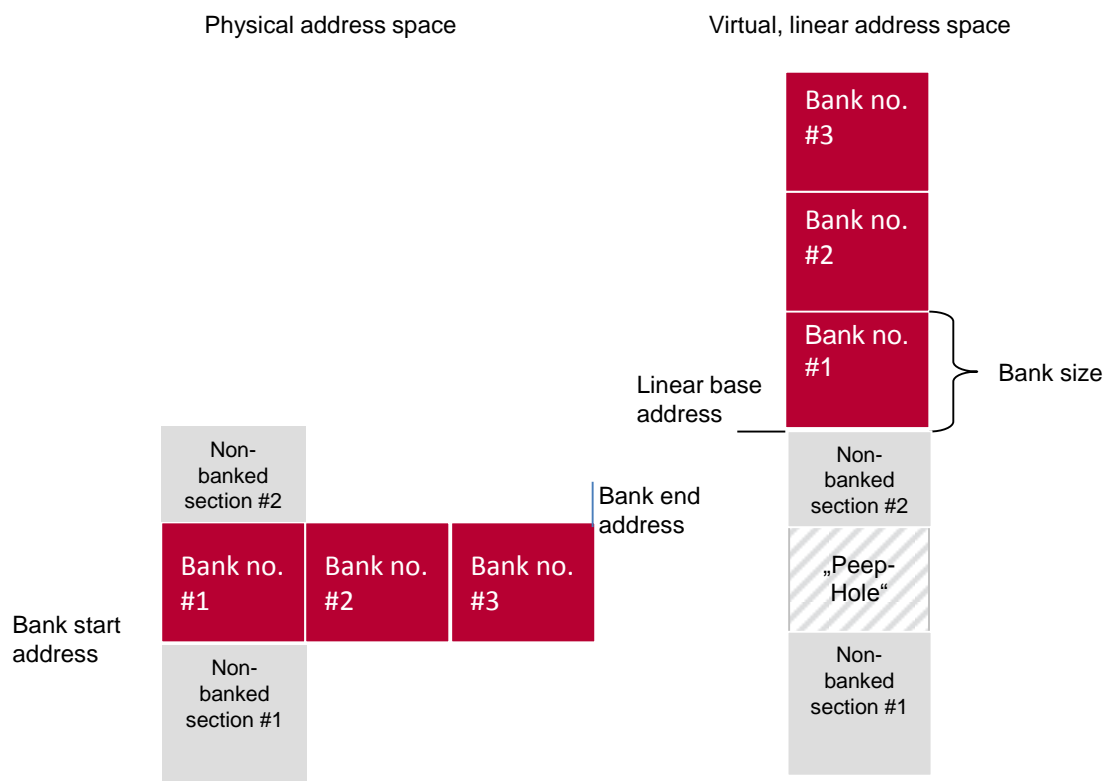 Physical address space
Virtual, linear address space
Bank no.
#3
Bank no.
#2
Bank no.
#1
Bank size
Linear base
address
Non-
banked
section #2
Non-
banked
section #2
Bank end
address
Bank no.
#1
Bank no.
#2
Bank no.
#3
„Peep-
Hole“
Bank start
address
Non-
banked
section #1
Non-
banked
section #1